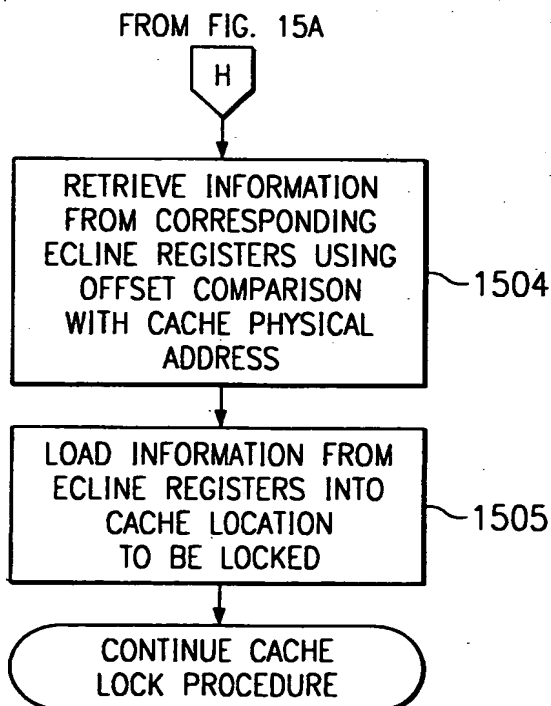 FROM FIG. 15A
H
RETRIEVE INFORMATION
FROM CORRESPONDING
ECLINE REGISTERS USING
OFFSET COMPARISON
WITH CACHE PHYSICAL
ADDRESS
1504
LOAD INFORMATION FROM
ECLINE REGISTERS INTO
CACHE LOCATION
TO BE LOCKED
1505
CONTINUE CACHE
LOCK PROCEDURE